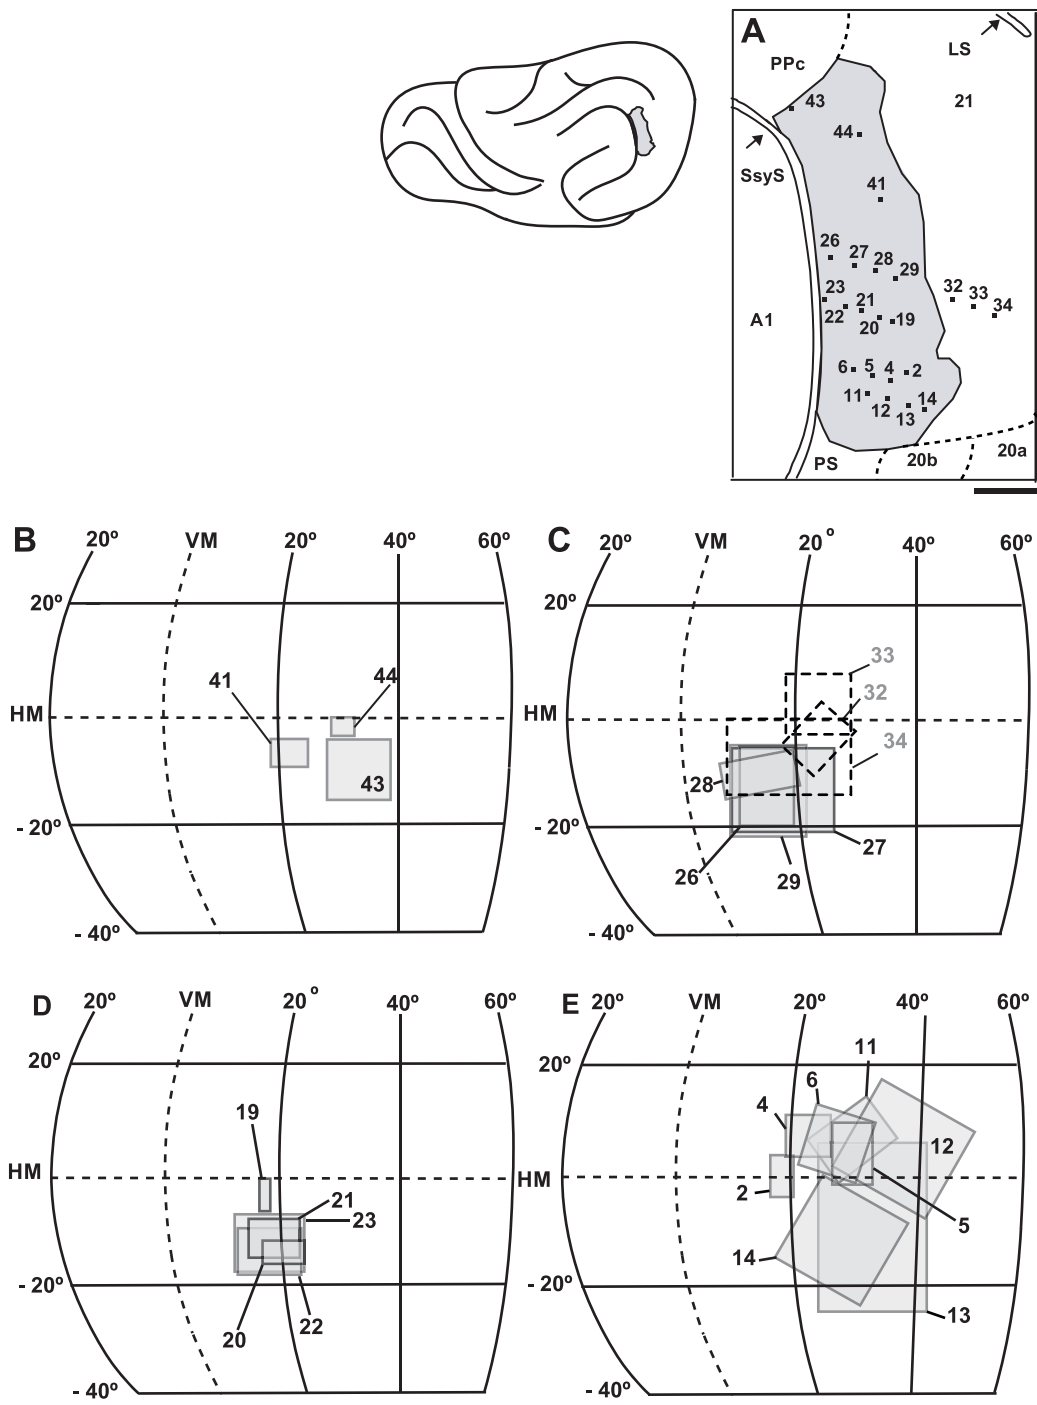 A
LS
PPc
43
21
44
SsyS
41
26
27
28
29
23
21
32
33
34
22
20
19
A1
6
5
4
2
11
12
13
14
PS
20b
20a
B
20º
VM
20º
40º
60º
20º
41
44
HM
43
- 20º
- 40º
C
20º
VM
20º
40º
60º
20º
33
32
HM
34
28
- 20º
27
26
29
- 40º
D
20º
VM
20º
40º
60º
20º
19
HM
21
23
- 20º
22
20
- 40º
E
20º
VM
20º
40º
60º
20º
11
6
4
12
HM
2
5
14
- 20º
13
- 40º